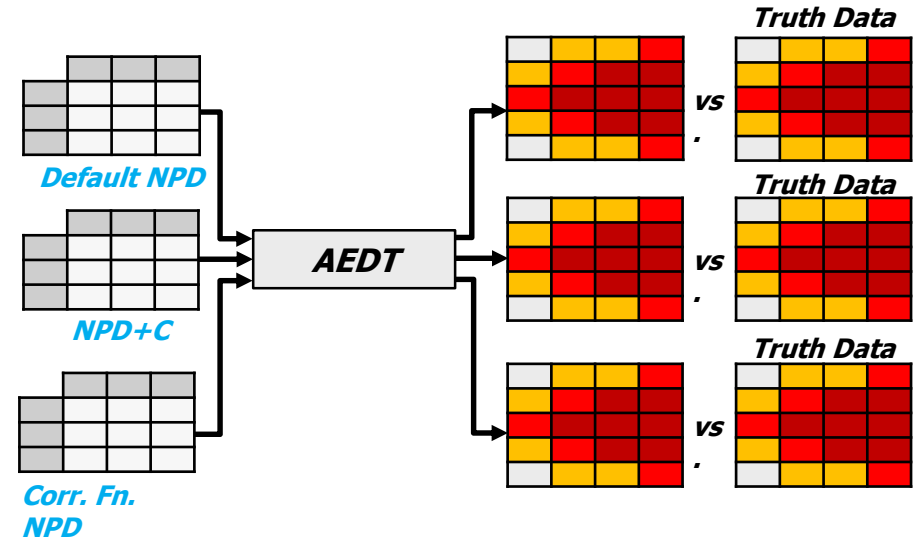 Truth Data
vs
.
Default NPD
Truth Data
AEDT
vs
.
NPD+C
Truth Data
vs
.
Corr. Fn.
NPD